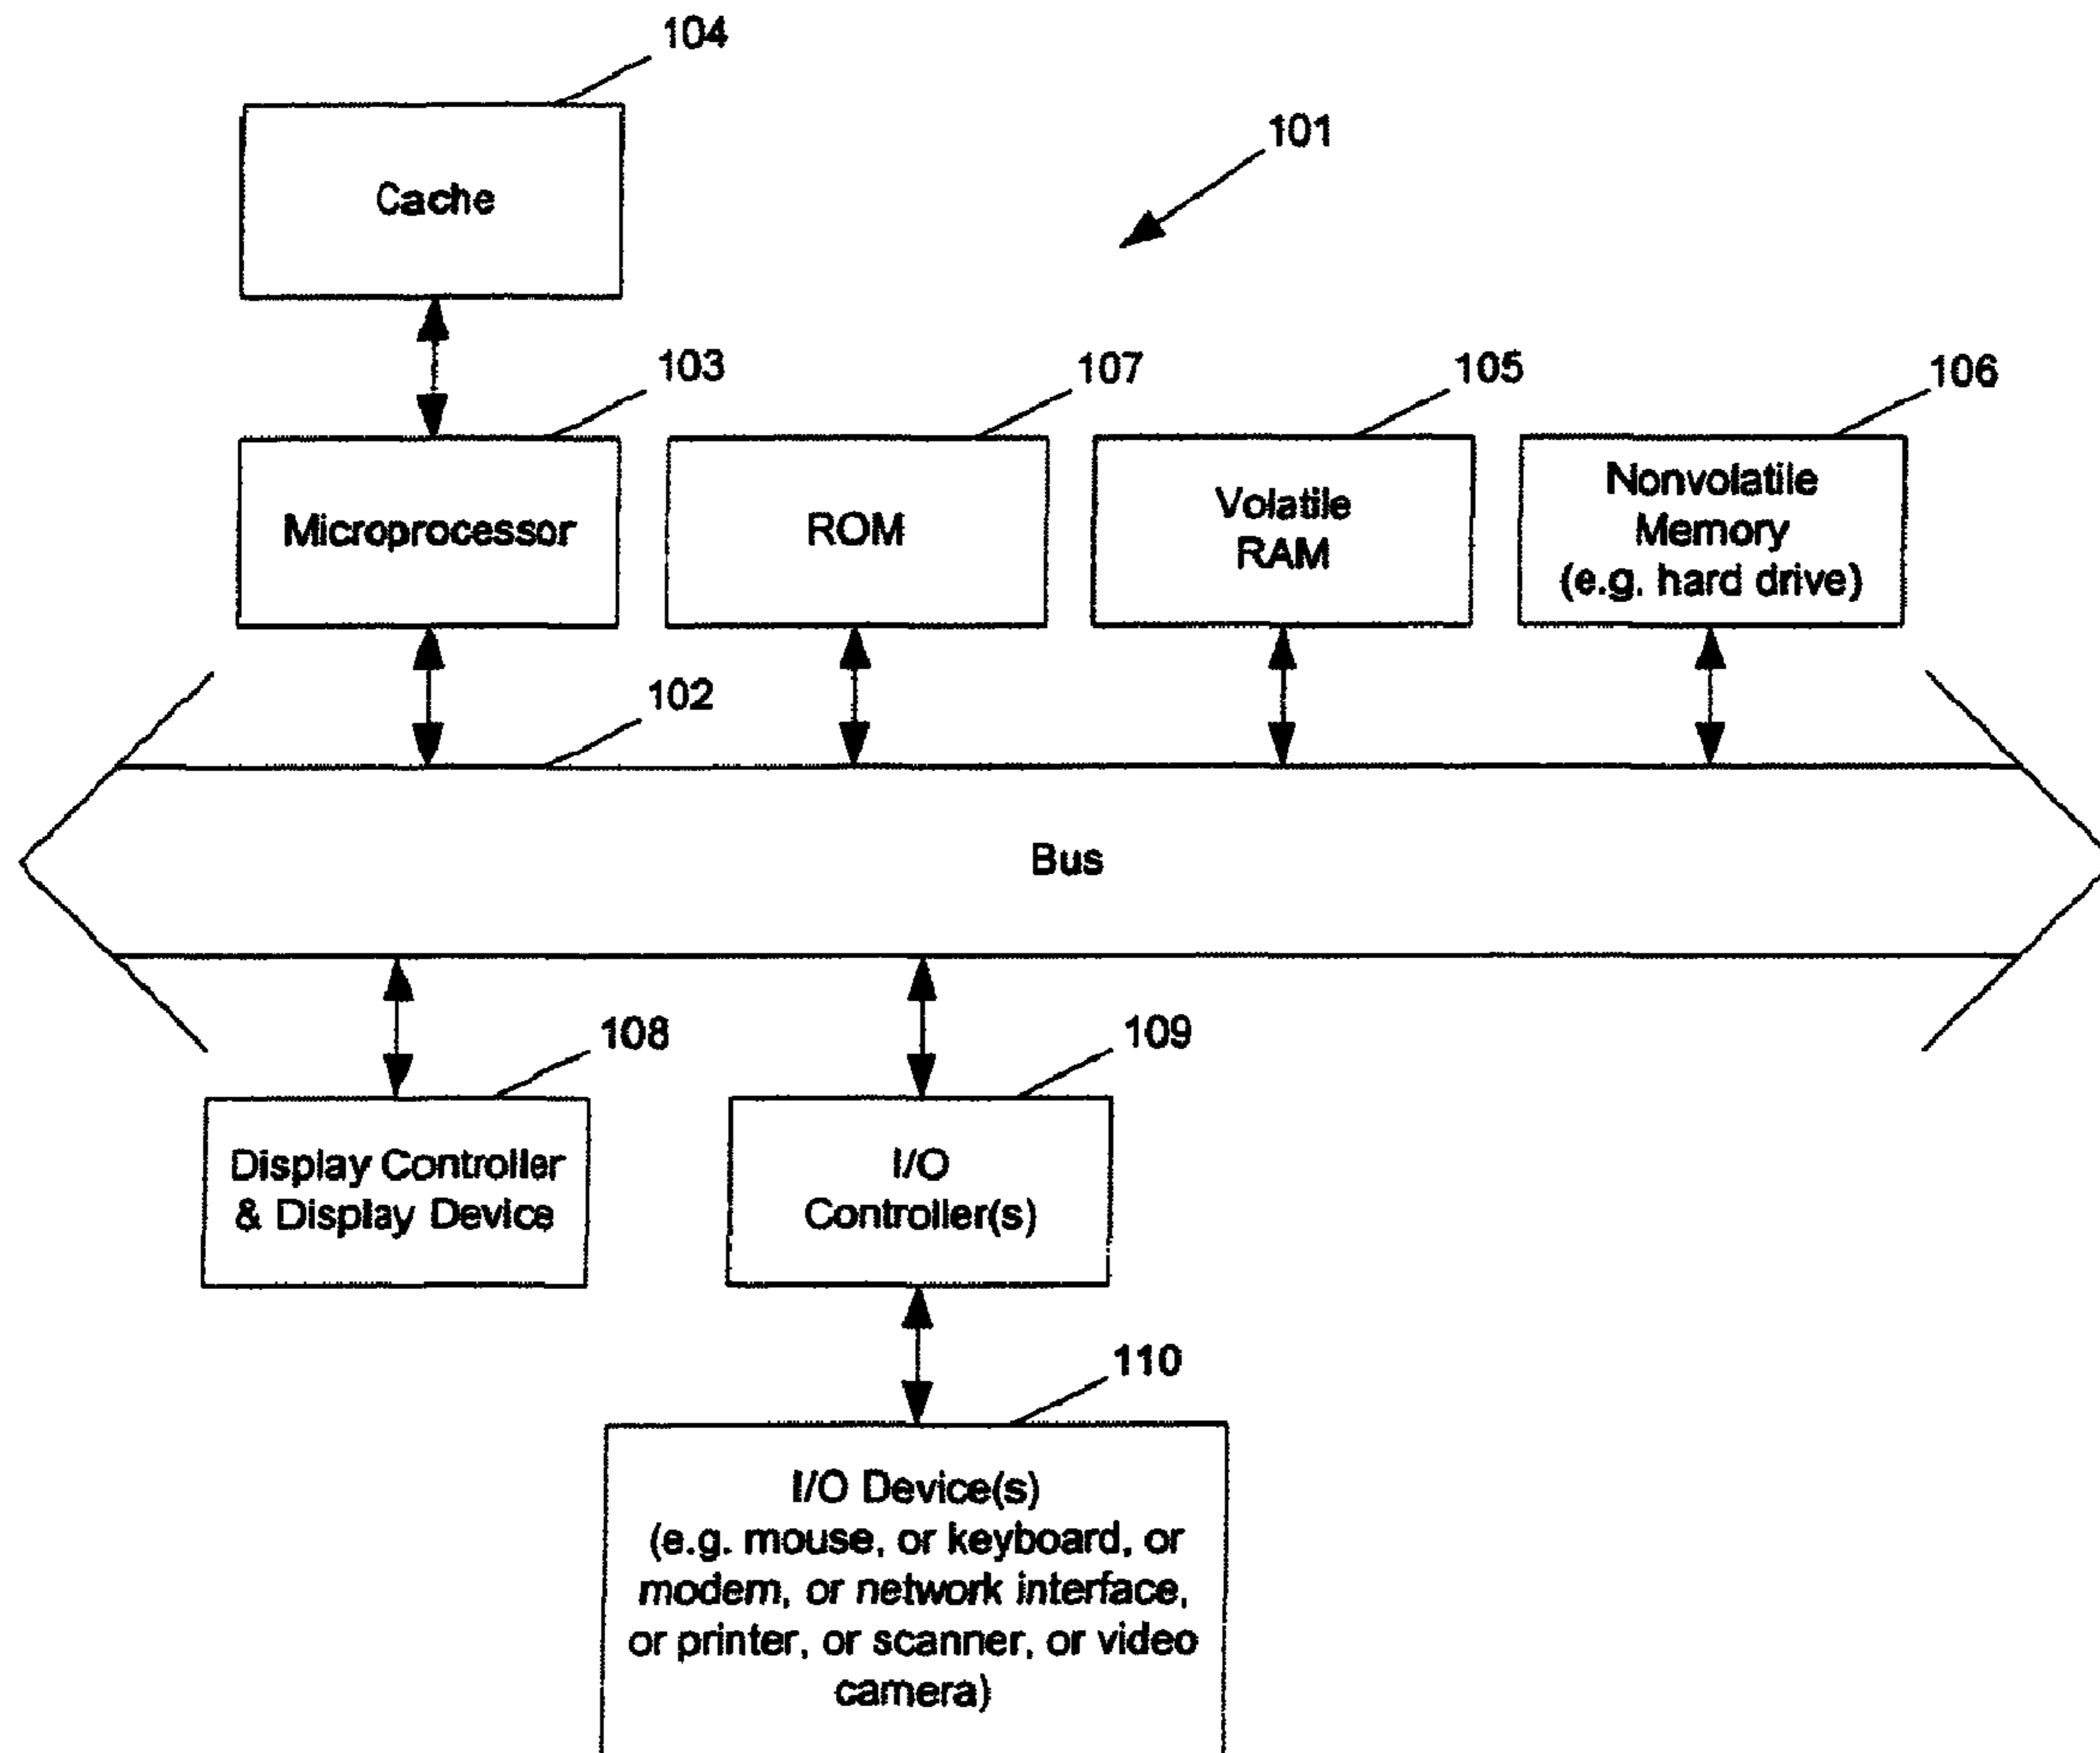 104
101
Cache
103
107
105
106
Microprocessor
ROM
Volatile
RAM
Nonvolatile
Memory
(e.g. hard drive)
102
Bus
108
109
Display Controller
& Display Device
I/O
Controller(s)
110
I/O Device(s)
(e.g. mouse, or keyboard, or
modem, or network interface,
or printer, or scanner, or video
camera)